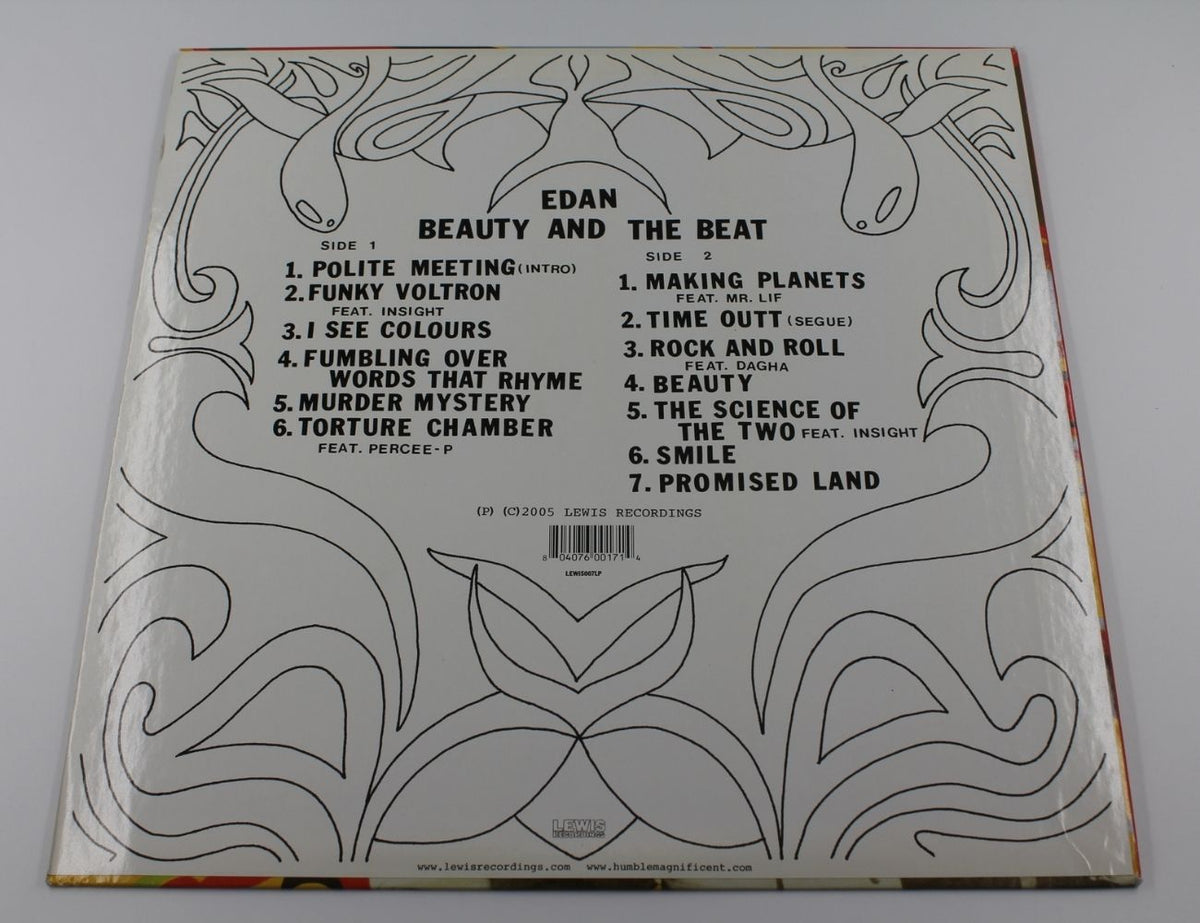 EDAN
BEAUTY AND THE BEAT
SIDE 1
1. POLITE MEETING (INTRO)
2. FUNKY VOLTRON
FEAT. INSIGHT
3. I SEE COLOURS
4. FUMBLING OVER
WORDS THAT RHYME
5. MURDER MYSTERY
6. TORTURE CHAMBER
FEAT. PERCEE-P
SIDE 2
1. MAKING PLANETS
FEAT. MR. LIF
2. TIME OUTT (SEGUE)
3. ROCK AND ROLL
FEAT. DAGHA
4. BEAUTY
5. THE SCIENCE OF
THE TWO FEAT. INSIGHT
6. SMILE
7. PROMISED LAND
(P) (C)2005 LEWIS RECORDINGS
8 04076 00171 4
LEWIS007LP
LEWIS
RECORDINGS
www.lewisrecordings.com www.humblemagnificent.com